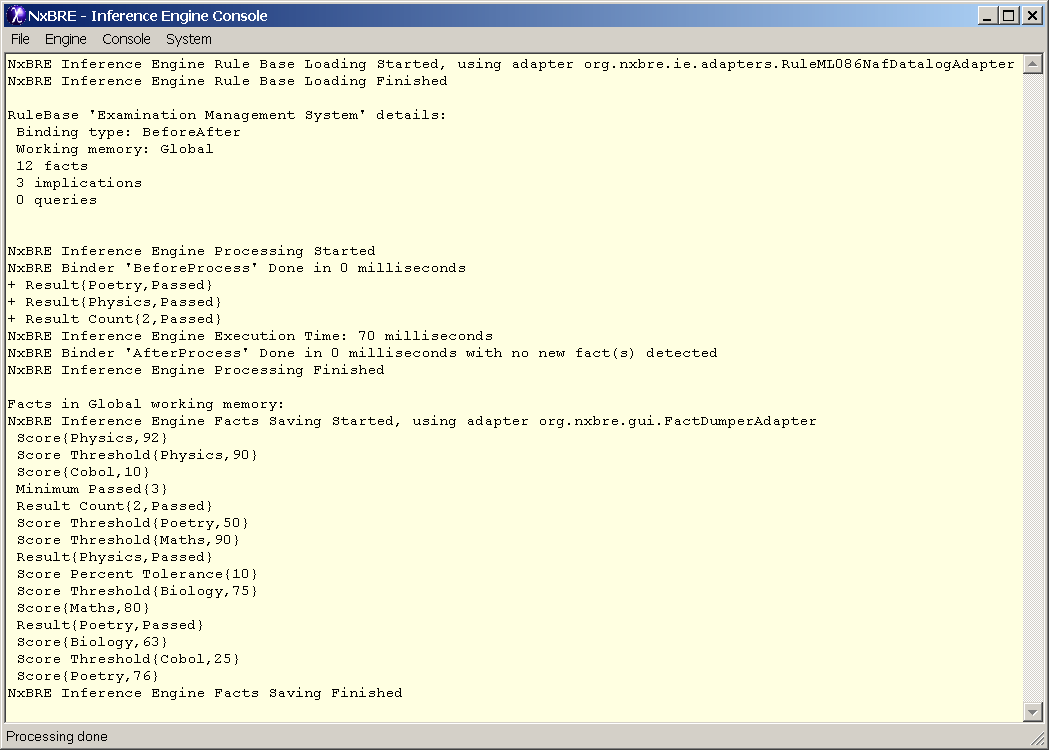 NxBRE - Inference Engine Console
File Engine Console System
NxBRE Inference Engine Rule Base Loading Started, using adapter org.nxbre.ie.adapters.RuleML086NafDatalogAdapter
NxBRE Inference Engine Rule Base Loading Finished
RuleBase 'Examination Management System' details:
Binding type: BeforeAfter
Working memory: Global
12 facts
3 implications
0 queries
NxBRE Inference Engine Processing Started
NxBRE Binder 'BeforeProcess' Done in 0 milliseconds
+ Result{Poetry,Passed}
+ Result{Physics,Passed}
+ Result Count{2,Passed}
NxBRE Inference Engine Execution Time: 70 milliseconds
NxBRE Binder 'AfterProcess' Done in 0 milliseconds with no new fact(s) detected
NxBRE Inference Engine Processing Finished
Facts in Global working memory:
NxBRE Inference Engine Facts Saving Started, using adapter org.nxbre.gui.FactDumperAdapter
Score{Physics,92}
Score Threshold{Physics,90}
Score{Cobol,10}
Minimum Passed{3}
Result Count{2,Passed}
Score Threshold{Poetry,50}
Score Threshold{Maths,90}
Result{Physics,Passed}
Score Percent Tolerance{10}
Score Threshold{Biology,75}
Score{Maths,80}
Result{Poetry,Passed}
Score{Biology,63}
Score Threshold{Cobol,25}
Score{Poetry,76}
NxBRE Inference Engine Facts Saving Finished
Processing done